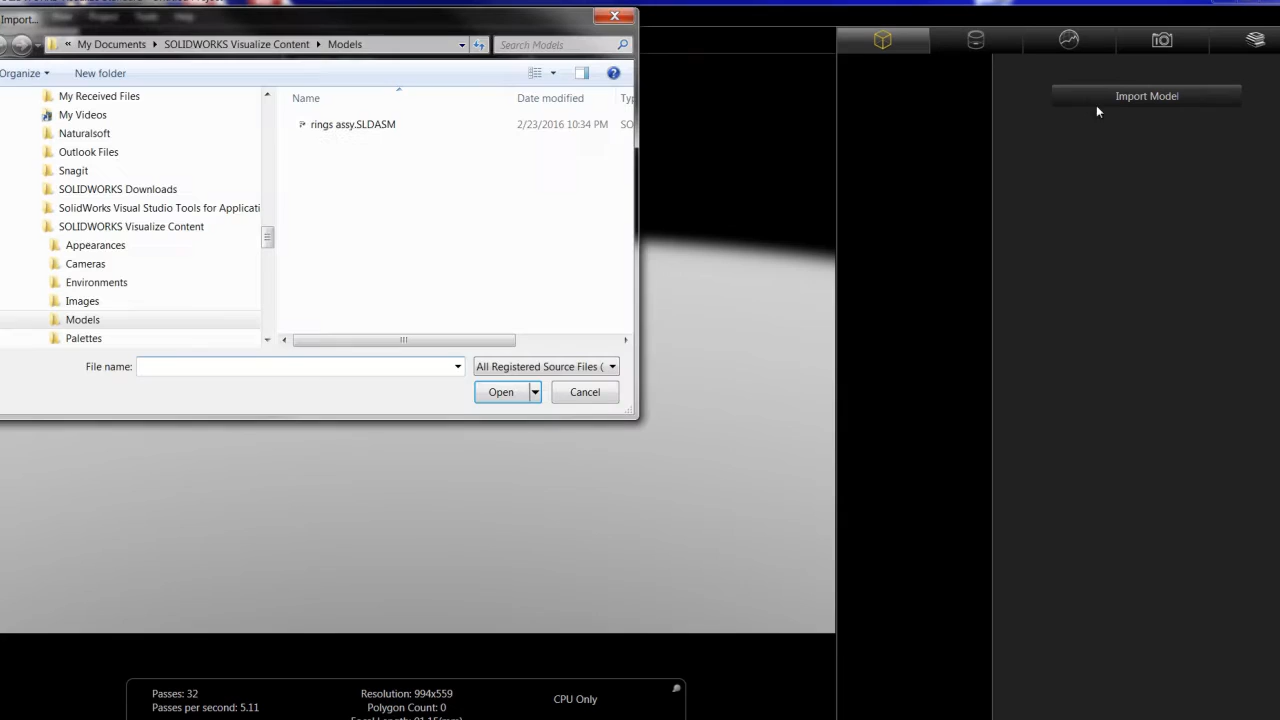 Import...
« My Documents ▸ SOLIDWORKS Visualize Content ▸ Models
Search Models
Organize
New folder
My Received Files
My Videos
Naturalsoft
Outlook Files
Snagit
SOLIDWORKS Downloads
SolidWorks Visual Studio Tools for Applicati
SOLIDWORKS Visualize Content
Appearances
Cameras
Environments
Images
Models
Palettes
Name
Date modified
Ty
rings assy.SLDASM
2/23/2016 10:34 PM
SO
File name:
All Registered Source Files (
Open
Cancel
Import Model
Passes: 32
Passes per second: 5.11
Resolution: 994x559
Polygon Count: 0
CPU Only